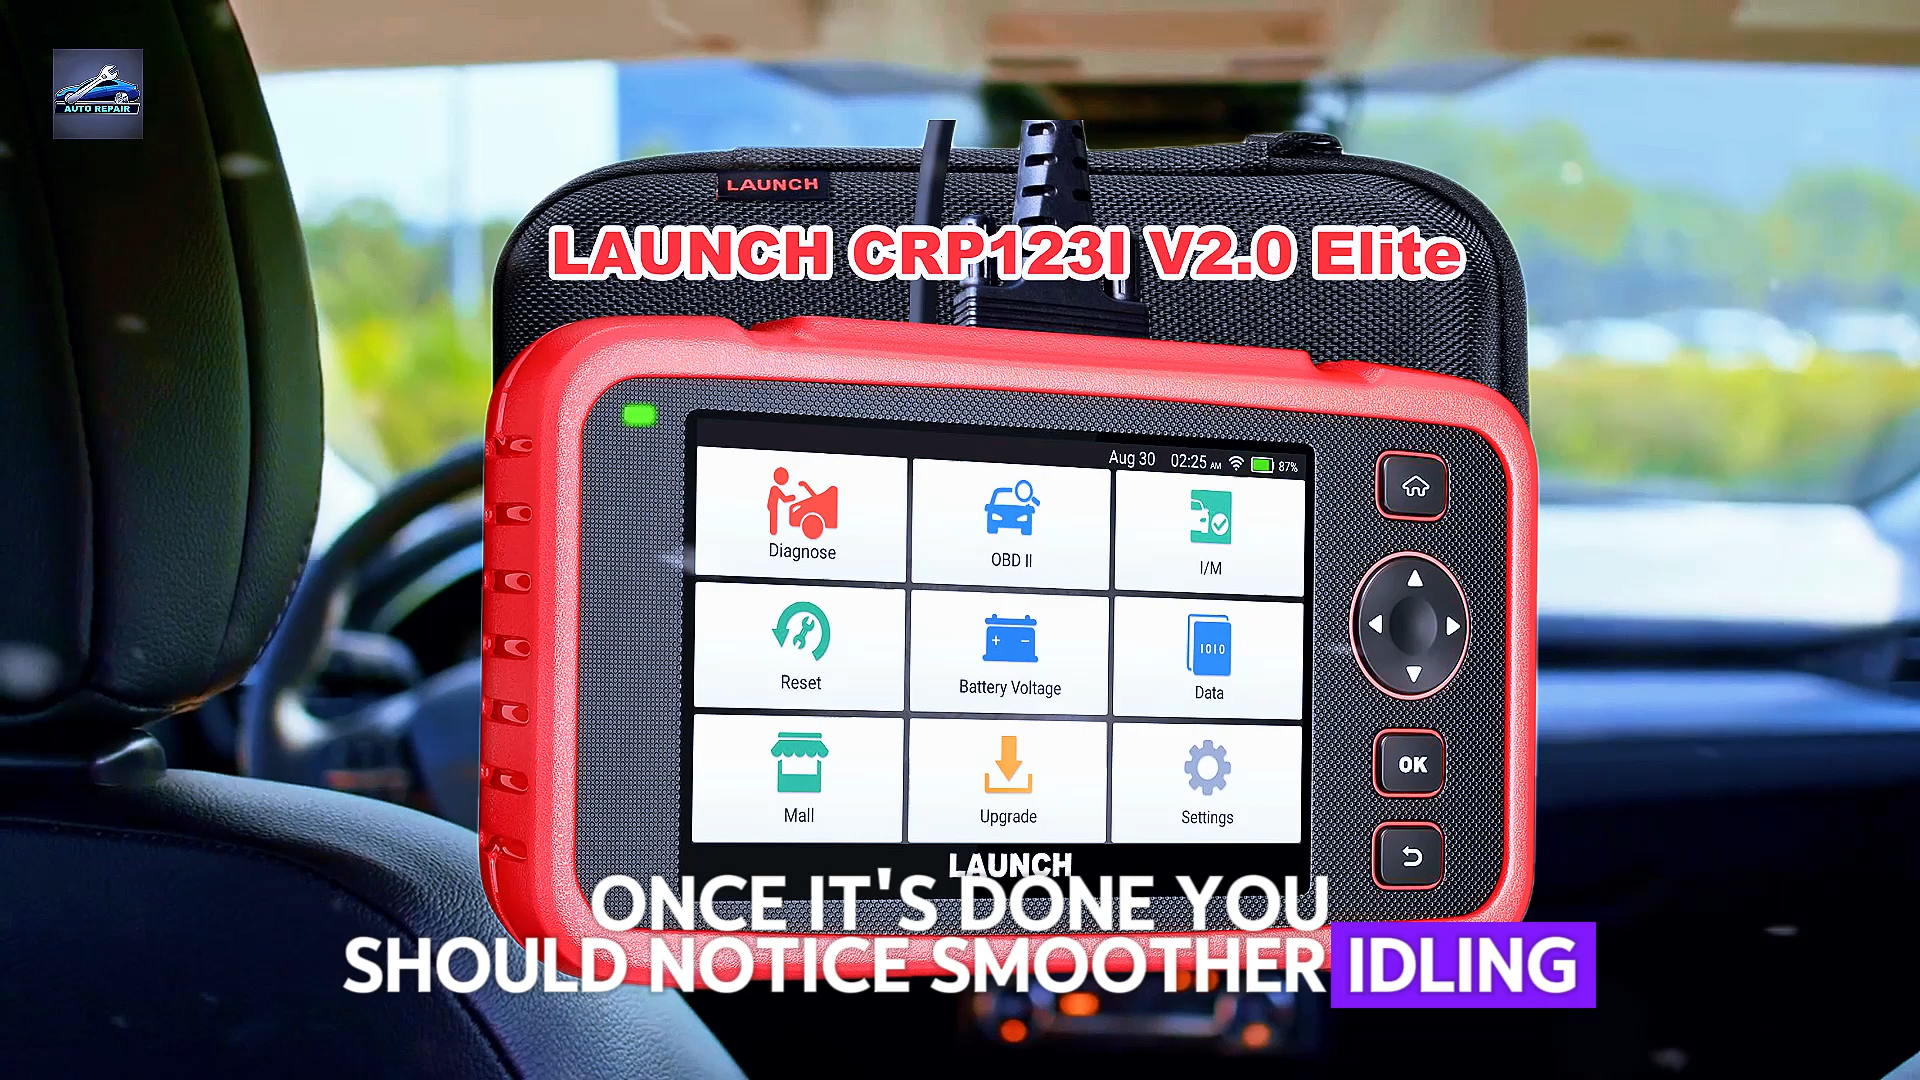 AUTO REPAIR
LAUNCH
LAUNCH CRP123I V2.0 Elite
Aug 30 02:25 AM 87%
Diagnose
OBD II
I/M
Reset
Battery Voltage
+ -
Data
1010
Mall
Upgrade
Settings
OK
LAUNCH
ONCE IT'S DONE YOU
SHOULD NOTICE SMOOTHER IDLING